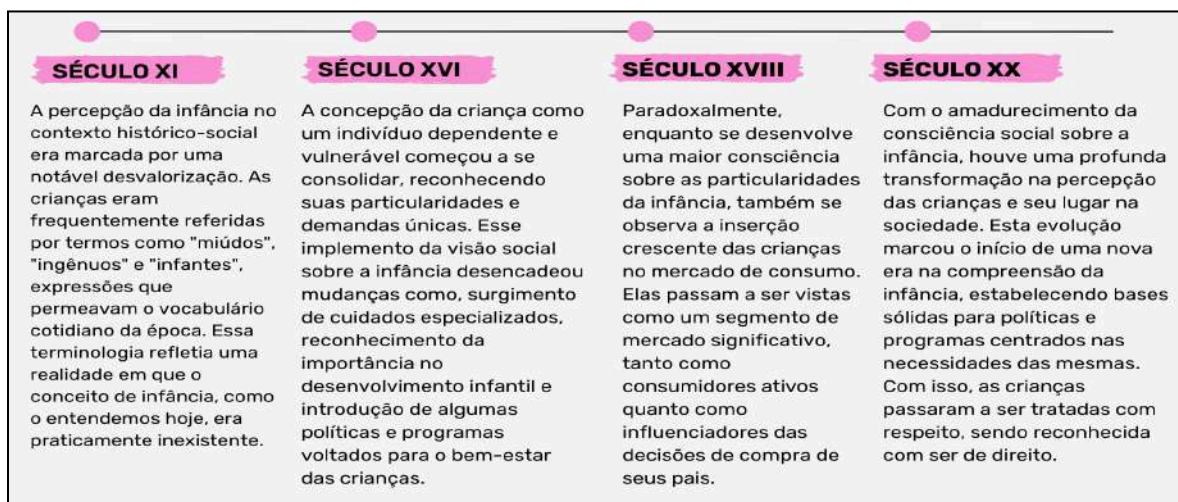 SÉCULO XI
A percepção da infância no
contexto histórico-social
era marcada por uma
notável desvalorização. As
crianças eram
frequentemente referidas
por termos como "miúdos",
"ingênuos" e "infantes",
expressões que
permeavam o vocabulário
cotidiano da época. Essa
terminologia refletia uma
realidade em que o
conceito de infância, como
o entendemos hoje, era
praticamente inexistente.
SÉCULO XVI
A concepção da criança como
um indivíduo dependente e
vulnerável começou a se
consolidar, reconhecendo
suas particularidades e
demandas únicas. Esse
implemento da visão social
sobre a infância desencadeou
mudanças como, surgimento
de cuidados especializados,
reconhecimento da
importância no
desenvolvimento infantil e
introdução de algumas
políticas e programas
voltados para o bem-estar
das crianças.
SÉCULO XVIII
Paradoxalmente,
enquanto se desenvolve
uma maior consciência
sobre as particularidades
da infância, também se
observa a inserção
crescente das crianças
no mercado de consumo.
Elas passam a ser vistas
como um segmento de
mercado significativo,
tanto como
consumidores ativos
quanto como
influenciadores das
decisões de compra de
seus pais.
SÉCULO XX
Com o amadurecimento da
consciência social sobre a
infância, houve uma profunda
transformação na percepção
das crianças e seu lugar na
sociedade. Esta evolução
marcou o início de uma nova
era na compreensão da
infância, estabelecendo bases
sólidas para políticas e
programas centrados nas
necessidades das mesmas.
Com isso, as crianças
passaram a ser tratadas com
respeito, sendo reconhecida
com ser de direito.